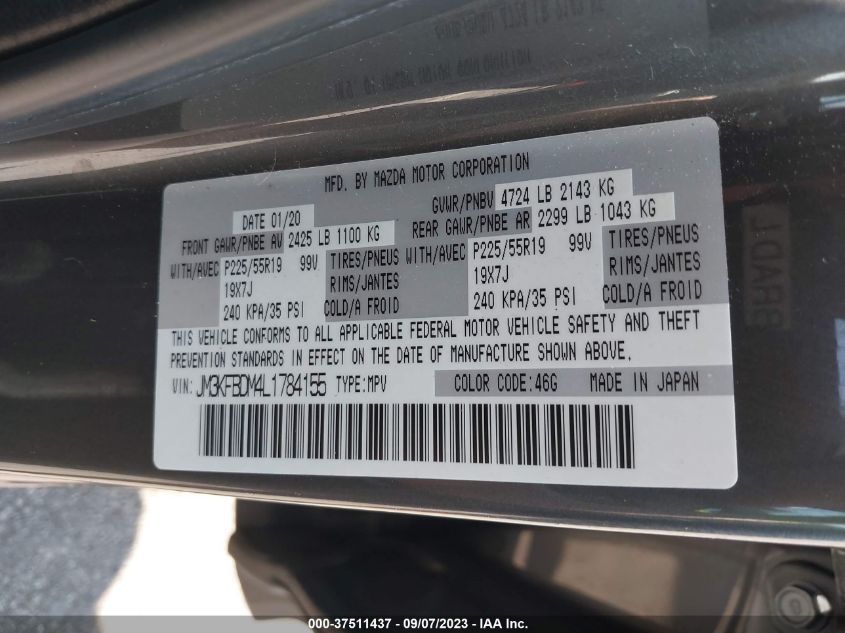 MFD. BY MAZDA MOTOR CORPORATION
DATE 01/20 GVWR/PNBV 4724 LB 2143 KG
FRONT GAWR/PNBE AV 2425 LB 1100 KG REAR GAWR/PNBE AR 2299 LB 1043 KG
WITH/AVEC P225/55R19 99V TIRES/PNEUS WITH/AVEC P225/55R19 99V TIRES/PNEUS
19X7J RIMS/JANTES 19X7J RIMS/JANTES
240 KPA/35 PSI COLD/A FROID 240 KPA/35 PSI COLD/A FROID
THIS VEHICLE CONFORMS TO ALL APPLICABLE FEDERAL MOTOR VEHICLE SAFETY AND THEFT
PREVENTION STANDARDS IN EFFECT ON THE DATE OF MANUFACTURE SHOWN ABOVE.
VIN: JM3KFBDM4L1784155 TYPE:MPV COLOR CODE:46G MADE IN JAPAN
000-37511437 - 09/07/2023 - IAA Inc.